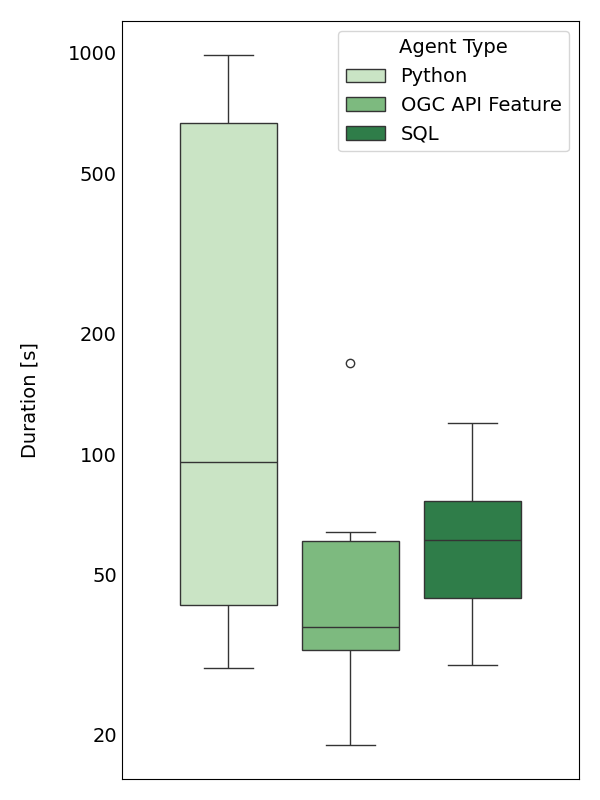 Agent Type
Python
OGC API Feature
SQL
1000
500
200
100
50
20
Duration [s]